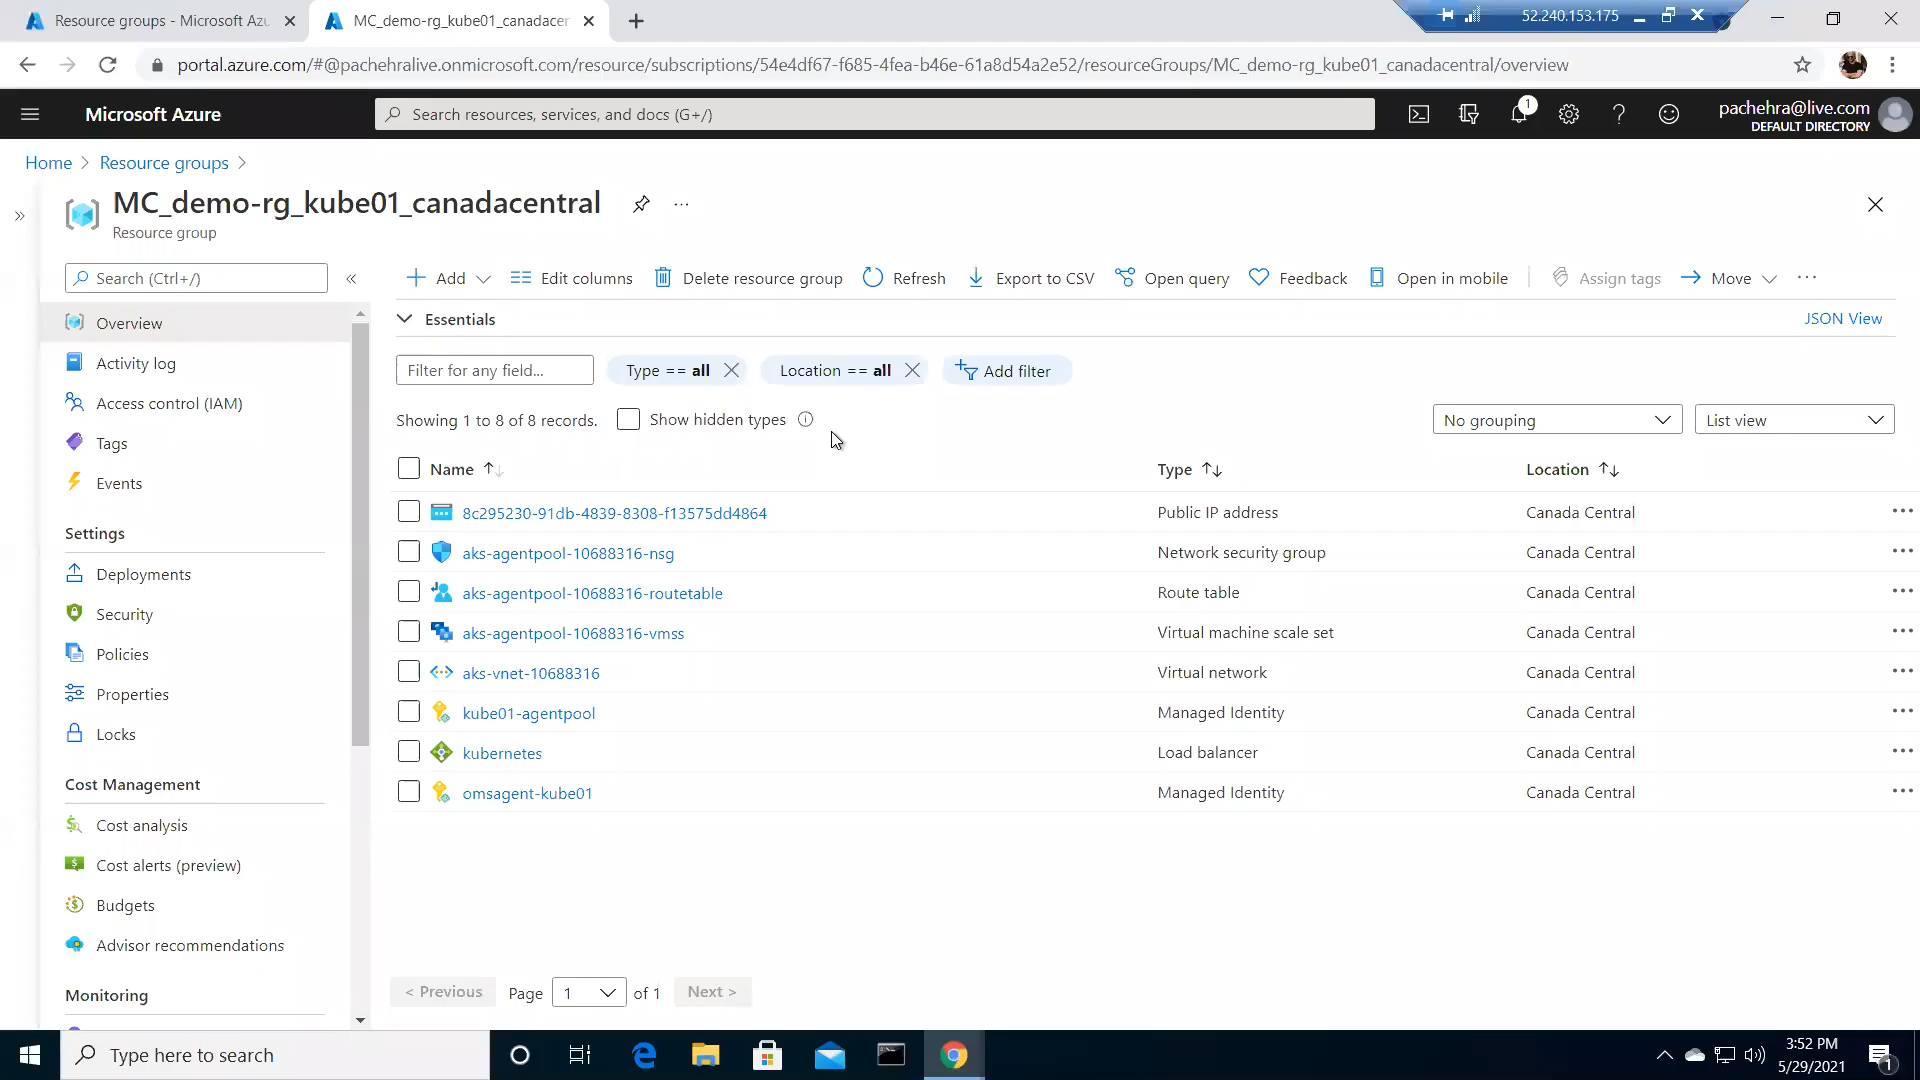 Resource groups - Microsoft Azu
MC_demo-rg_kube01_canadacen
52.240.153.175
portal.azure.com/#@pachehralive.onmicrosoft.com/resource/subscriptions/54e4df67-f685-4fea-b46e-61a8d54a2e52/resourceGroups/MC_demo-rg_kube01_canadacentral/overview
Microsoft Azure
Search resources, services, and docs (G+/)
1
pachehra@live.com
DEFAULT DIRECTORY
Home > Resource groups >
MC_demo-rg_kube01_canadacentral
Resource group
Search (Ctrl+/)
Add
Edit columns
Delete resource group
Refresh
Export to CSV
Open query
Feedback
Open in mobile
Assign tags
Move
Overview
Activity log
Access control (IAM)
Tags
Events
Settings
Deployments
Security
Policies
Properties
Locks
Cost Management
Cost analysis
Cost alerts (preview)
Budgets
Advisor recommendations
Monitoring
Essentials
JSON View
Filter for any field...
Type == all
Location == all
Add filter
Showing 1 to 8 of 8 records.
Show hidden types
No grouping
List view
Name Type Location
8c295230-91db-4839-8308-f13575dd4864 Public IP address Canada Central
aks-agentpool-10688316-nsg Network security group Canada Central
aks-agentpool-10688316-routetable Route table Canada Central
aks-agentpool-10688316-vmss Virtual machine scale set Canada Central
aks-vnet-10688316 Virtual network Canada Central
kube01-agentpool Managed Identity Canada Central
kubernetes Load balancer Canada Central
omsagent-kube01 Managed Identity Canada Central
< Previous Page 1 of 1 Next >
Type here to search
3:52 PM
5/29/2021
1